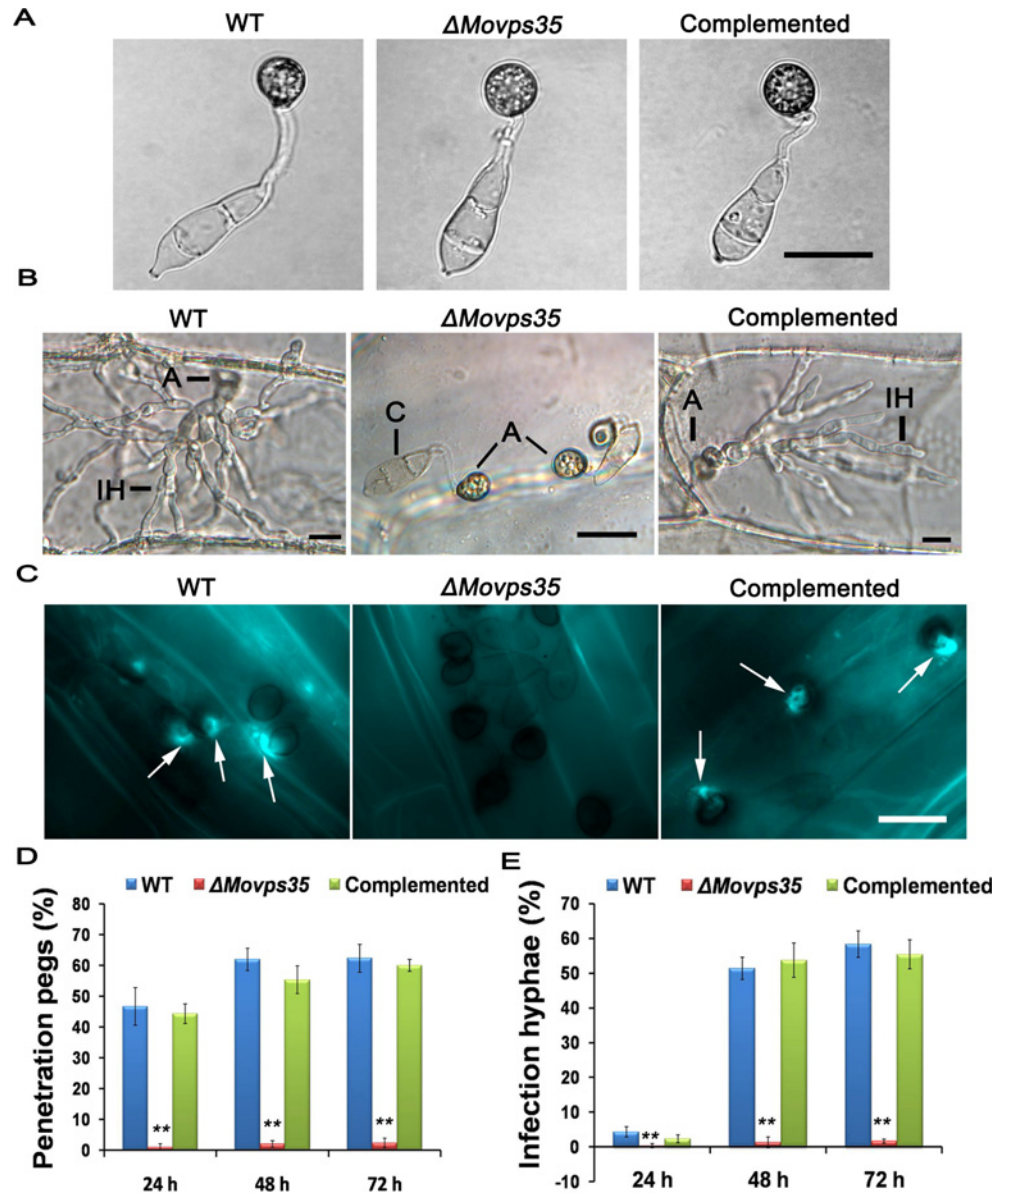 A
WT ΔMovps35 Complemented
B
WT ΔMovps35 Complemented
A
IH
C
A
A
IH
C
WT ΔMovps35 Complemented
D
WT ΔMovps35 Complemented
Penetration pegs (%)
80
70
60
50
40
30
20
10
0
** ** **
24 h 48 h 72 h
E
WT ΔMovps35 Complemented
Infection hyphae (%)
70
60
50
40
30
20
10
0
-10
** ** **
24 h 48 h 72 h